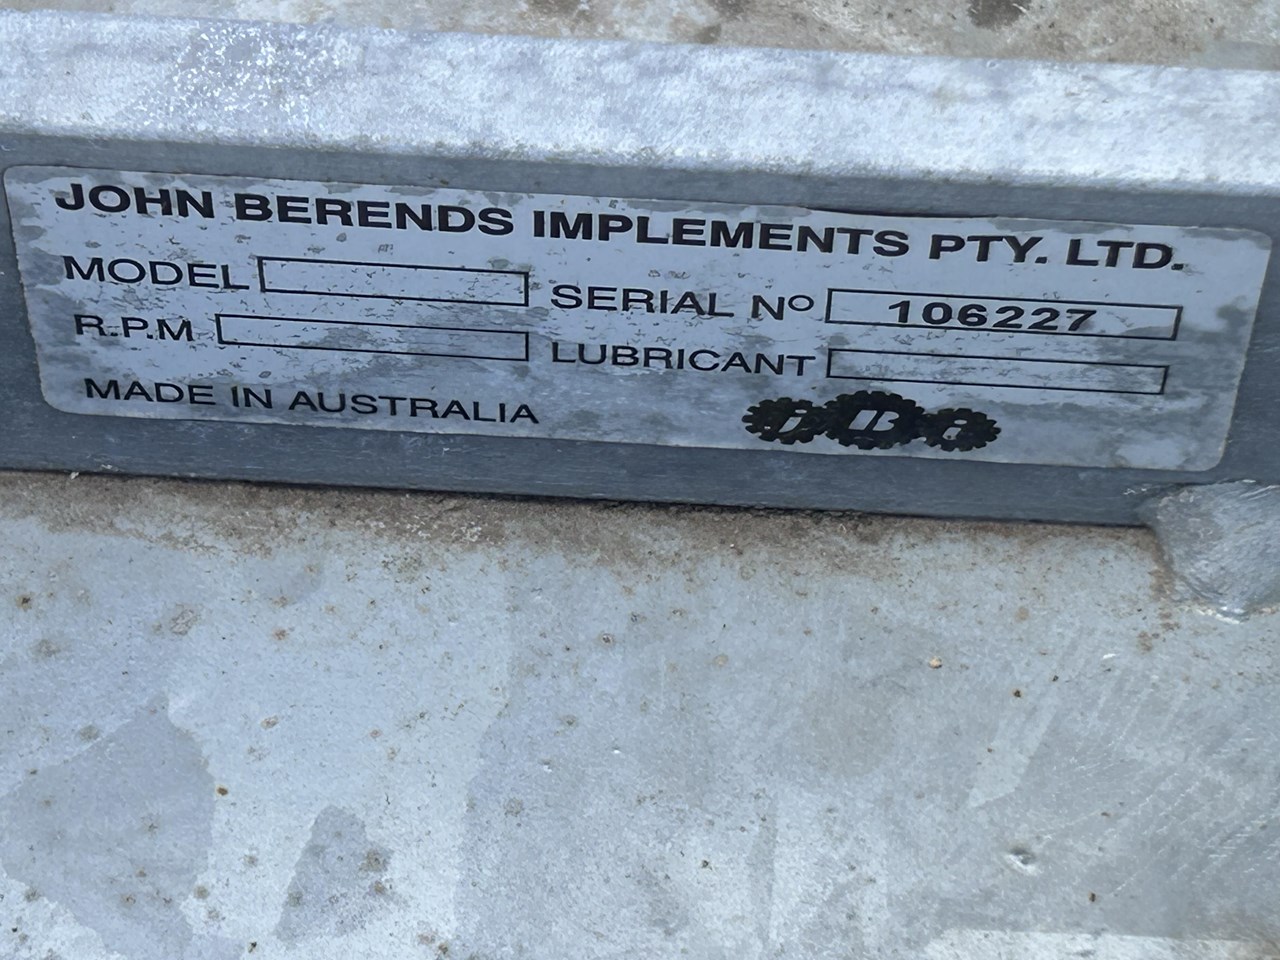 JOHN BERENDS IMPLEMENTS PTY. LTD.
MODEL
SERIAL No 106227
R.P.M
LUBRICANT
MADE IN AUSTRALIA
jBi